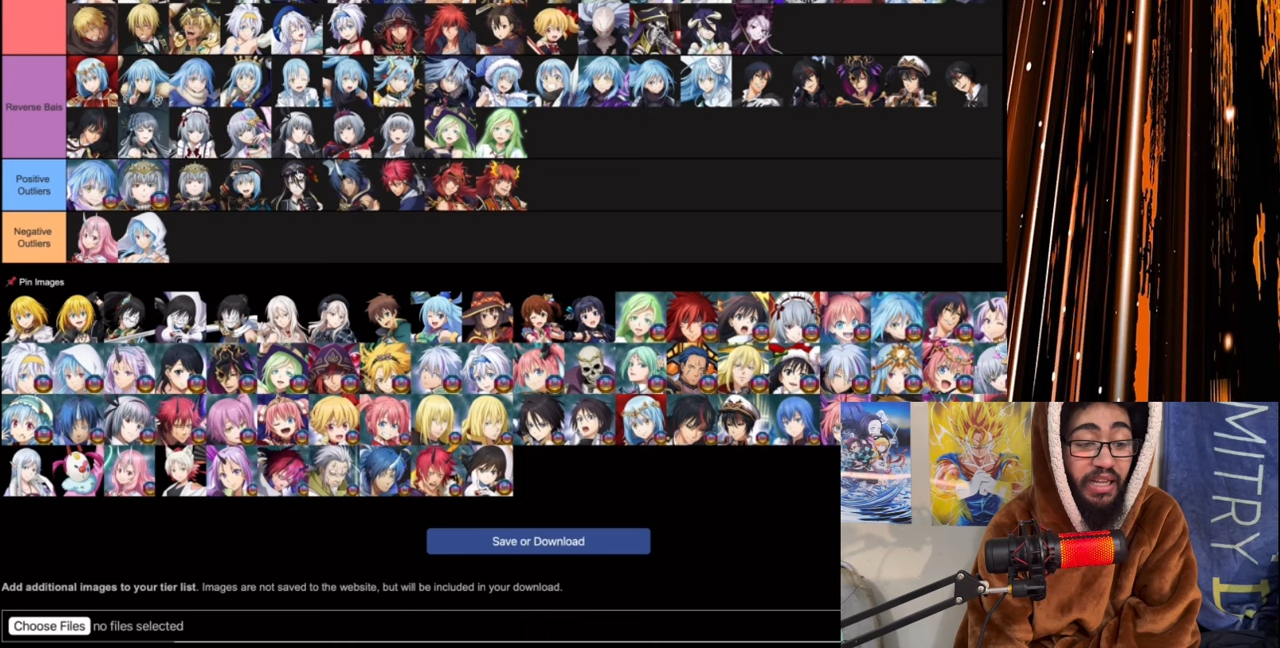 Reverse Bais
Positive
Outliers
Negative
Outliers
Pin Images
Save or Download
Add additional images to your tier list. Images are not saved to the website, but will be included in your download.
Choose Files no files selected
MITRY